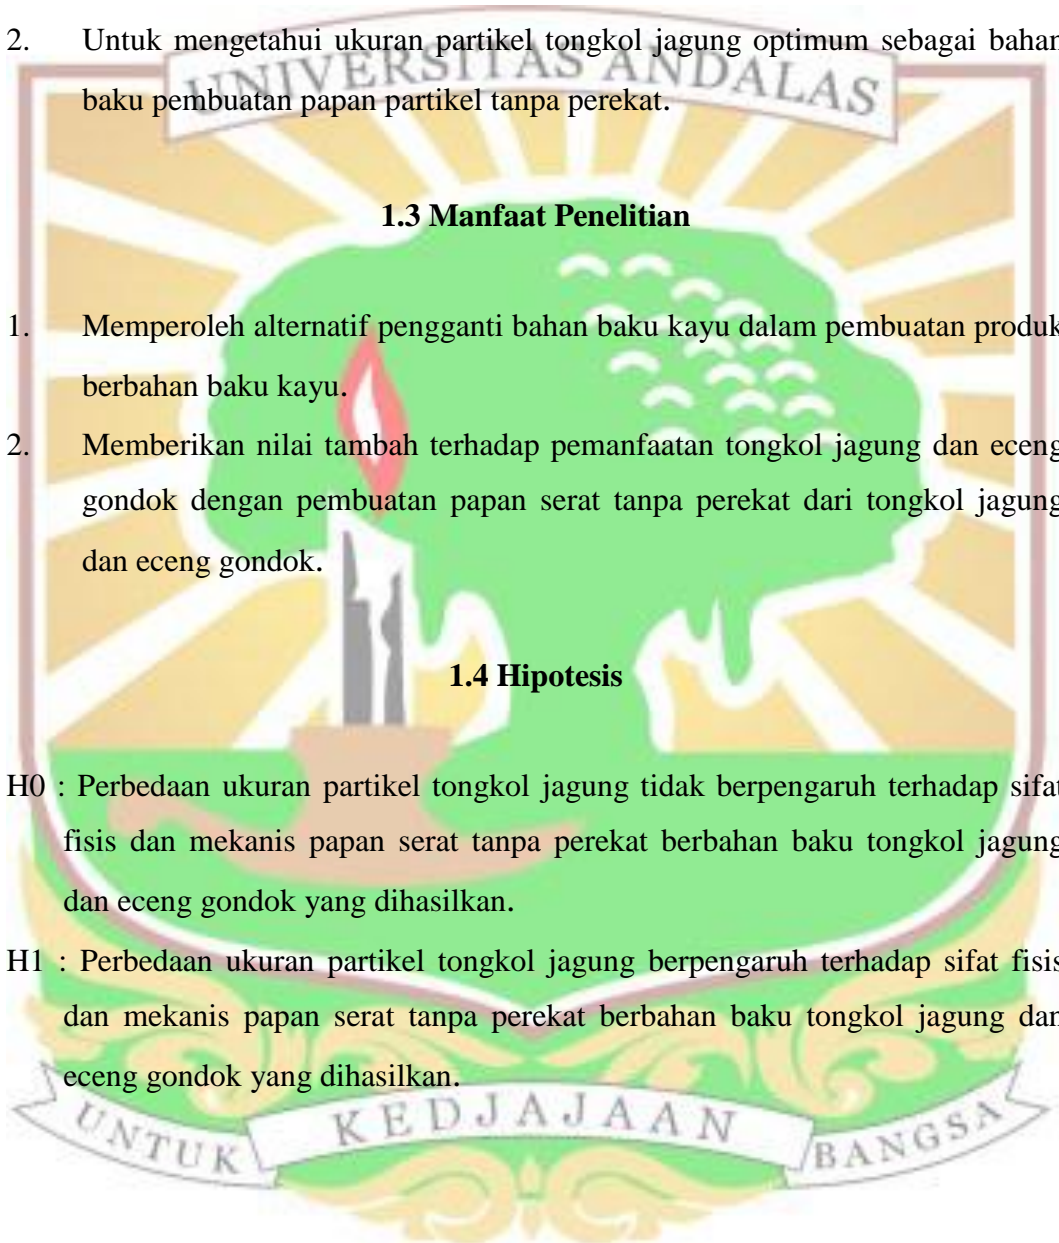 2. Untuk mengetahui ukuran partikel tongkol jagung optimum sebagai bahan
UNIVERSITAS ANDALAS
baku pembuatan papan partikel tanpa perekat.
1.3 Manfaat Penelitian
1. Memperoleh alternatif pengganti bahan baku kayu dalam pembuatan produk
berbahan baku kayu.
2. Memberikan nilai tambah terhadap pemanfaatan tongkol jagung dan eceng
gondok dengan pembuatan papan serat tanpa perekat dari tongkol jagung
dan eceng gondok.
1.4 Hipotesis
H0 : Perbedaan ukuran partikel tongkol jagung tidak berpengaruh terhadap sifat
fisis dan mekanis papan serat tanpa perekat berbahan baku tongkol jagung
dan eceng gondok yang dihasilkan.
H1 : Perbedaan ukuran partikel tongkol jagung berpengaruh terhadap sifat fisis
dan mekanis papan serat tanpa perekat berbahan baku tongkol jagung dan
eceng gondok yang dihasilkan.
UNTUK KEDJAJAAN BANGSA